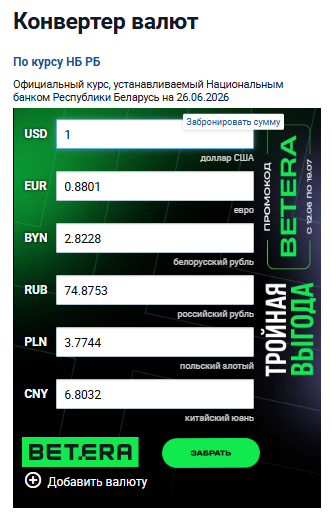 Конвертер валют
По курсу НБ РБ
Официальный курс, устанавливаемый Национальным
банком Республики Беларусь на 26.06.2026
Забронировать сумму
USD 1
доллар США
EUR 0.8801
евро
BYN 2.8228
белорусский рубль
RUB 74.8753
российский рубль
PLN 3.7744
польский злотый
CNY 6.8032
китайский юань
ПРОМОКОД
BETERA
С 12.06 ПО 19.07
ТРОЙНАЯ
ВЫГОДА
BETERA
ЗАБРАТЬ
Добавить валюту